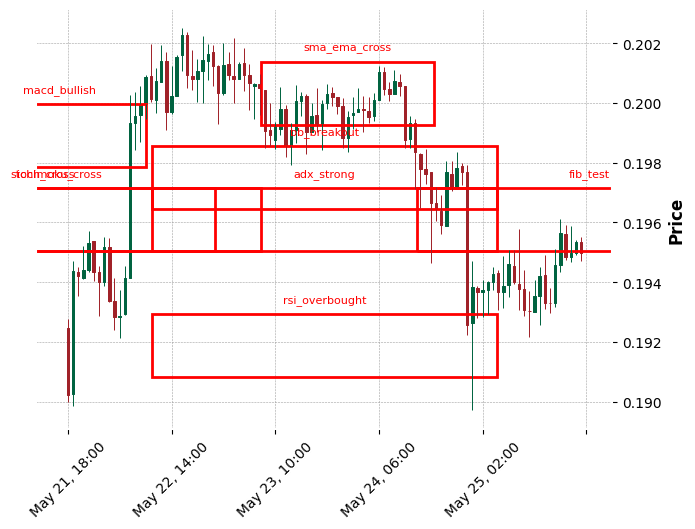 sma_ema_cross
macd_bullish
bb_breakout
adx_strong
fib_test
rsi_overbought
0.202
0.200
0.198
0.196
0.194
0.192
0.190
Price
May 21, 18:00
May 22, 14:00
May 23, 10:00
May 24, 06:00
May 25, 02:00